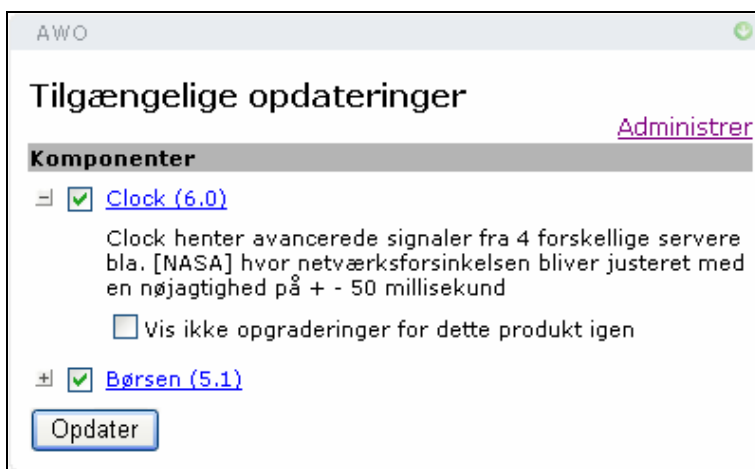 AWO
Tilgængelige opdateringer
Administrer
Komponenter
Clock (6.0)
Clock henter avancerede signaler fra 4 forskellige servere
bla. [NASA] hvor netværksforsinkelsen bliver justeret med
en nøjagtighed på + - 50 millisekund
Vis ikke opgraderinger for dette produkt igen
Børsen (5.1)
Opdater